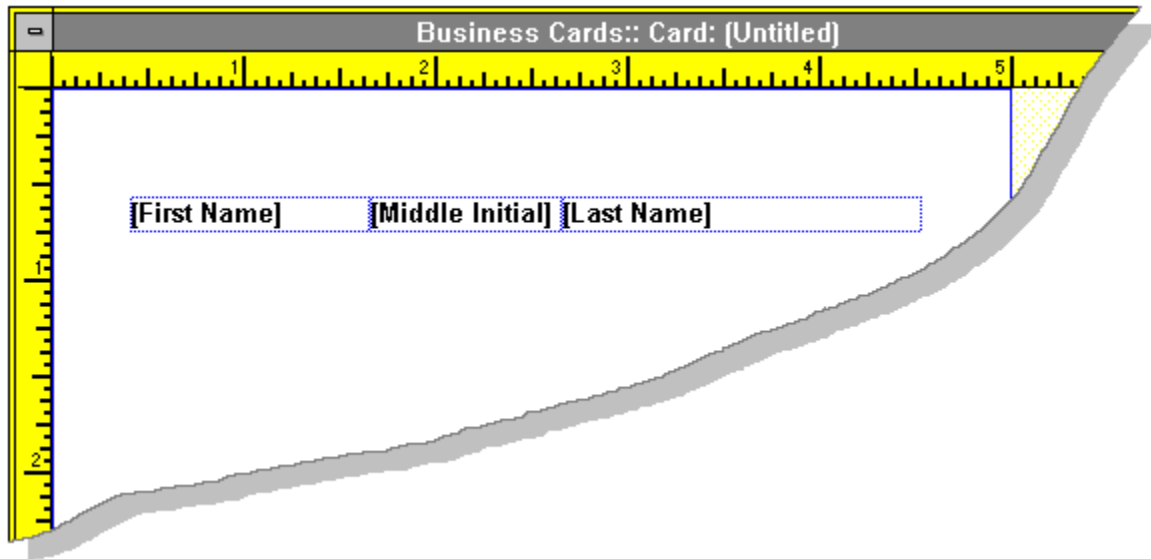 Business Cards:: Card: (Untitled)
1 2 3 4 5
[First Name] [Middle Initial] [Last Name]
1
2